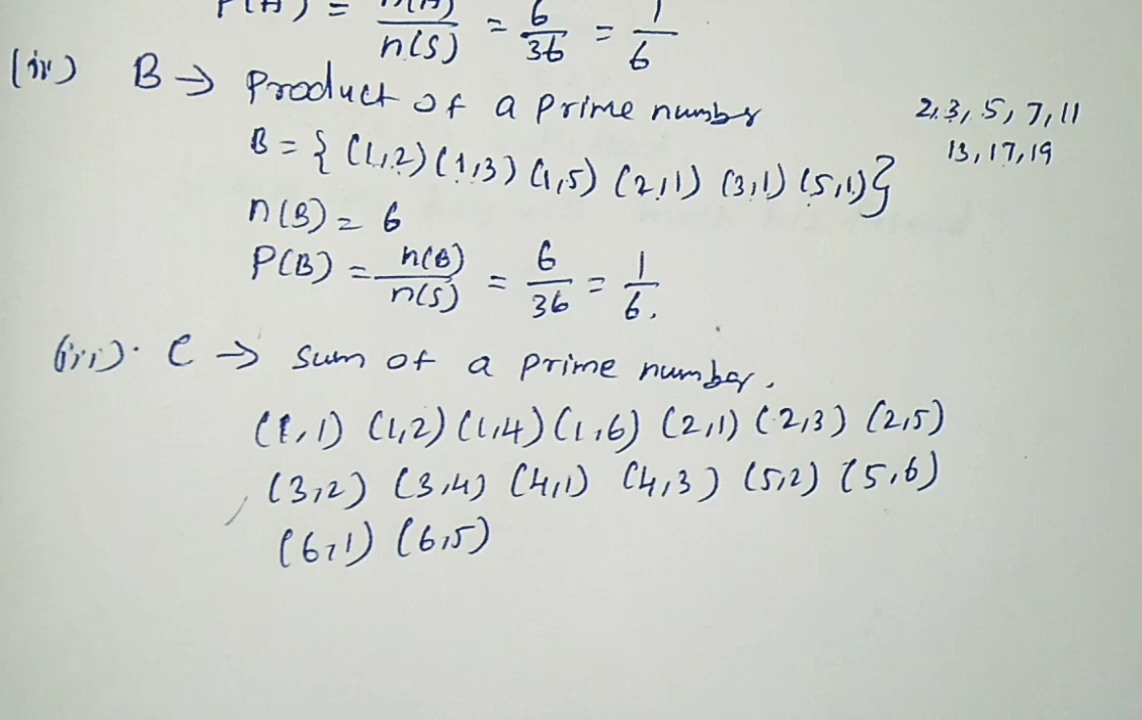 P(A) = n(A)/n(S) = 6/36 = 1/6
(ii) B → Product of a prime number
2, 3, 5, 7, 11
13, 17, 19
B = { (1,2) (1,3) (1,5) (2,1) (3,1) (5,1) }
n(B) = 6
P(B) = n(B)/n(S) = 6/36 = 1/6.
(iii). C → Sum of a prime number.
(1,1) (1,2) (1,4) (1,6) (2,1) (2,3) (2,5)
(3,2) (3,4) (4,1) (4,3) (5,2) (5,6)
(6,1) (6,5)